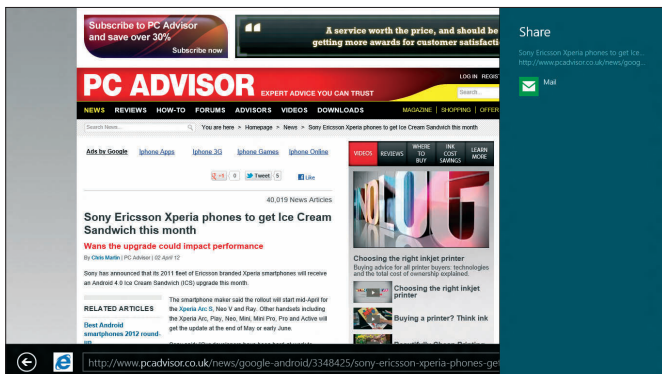 Subscribe to PC Advisor
and save over 30%
Subscribe now
A service worth the price, and should be
getting more awards for customer satisfacti
PC ADVISOR EXPERT ADVICE YOU CAN TRUST
LOG IN REGIS
Search...
NEWS REVIEWS HOW-TO FORUMS ADVISORS VIDEOS DOWNLOADS MAGAZINE | SHOPPING | OFFER
Search News... You are here > Homepage > News > Sony Ericsson Xperia phones to get Ice Cream Sandwich this month
Ads by Google Iphone Apps Iphone 3G Iphone Games Iphone Online
+1 0 Tweet 5 Like
40,019 News Articles
Sony Ericsson Xperia phones to get Ice Cream
Sandwich this month
Wans the upgrade could impact performance
By Chris Martin | PC Advisor | 02 April 12
Sony has announced that its 2011 fleet of Ericsson branded Xperia smartphones will receive
an Android 4.0 Ice Cream Sandwich (ICS) upgrade this month.
RELATED ARTICLES
Best Android
smartphones 2012 round-
The smartphone maker said the rollout will start mid-April for
the Xperia Arc S, Neo V and Ray. Other handsets including
the Xperia Arc, Play, Neo, Mini, Mini Pro, Pro and Active will
get the update at the end of May or early June.
VIDEOS
REVIEWS
WHERE
TO
BUY
INK
COST
SAVINGS
LEARN
MORE
Choosing the right inkjet printer
Buying advice for all printer buyers: technologies
and the total cost of ownership explained.
Choosing the right inkjet
printer
Buying a printer? Think ink
Share
Sony Ericsson Xperia phones to get Ice...
http://www.pcadvisor.co.uk/news/goog...
Mail
http://www.pcadvisor.co.uk/news/google-android/3348425/sony-ericsson-xperia-phones-get